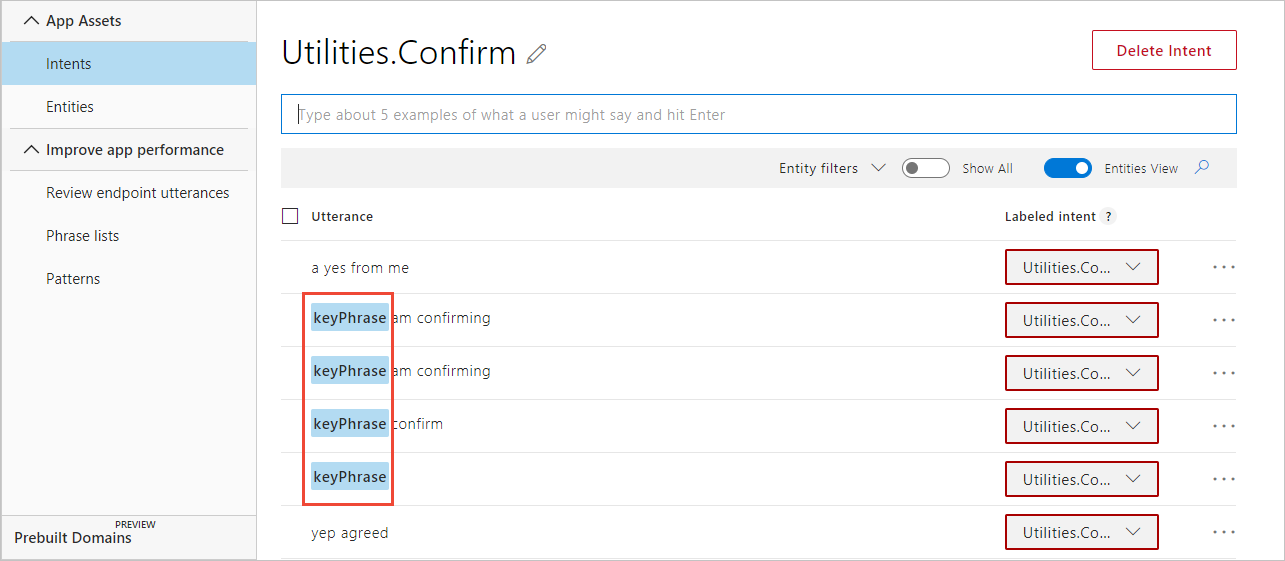 App Assets
Intents
Entities
Improve app performance
Review endpoint utterances
Phrase lists
Patterns
PREVIEW
Prebuilt Domains
Utilities.Confirm
Delete Intent
Type about 5 examples of what a user might say and hit Enter
Entity filters Show All Entities View
Utterance Labeled intent ?
a yes from me Utilities.Co... ...
keyPhrase am confirming Utilities.Co... ...
keyPhrase am confirming Utilities.Co... ...
keyPhrase confirm Utilities.Co... ...
keyPhrase Utilities.Co... ...
yep agreed Utilities.Co... ...